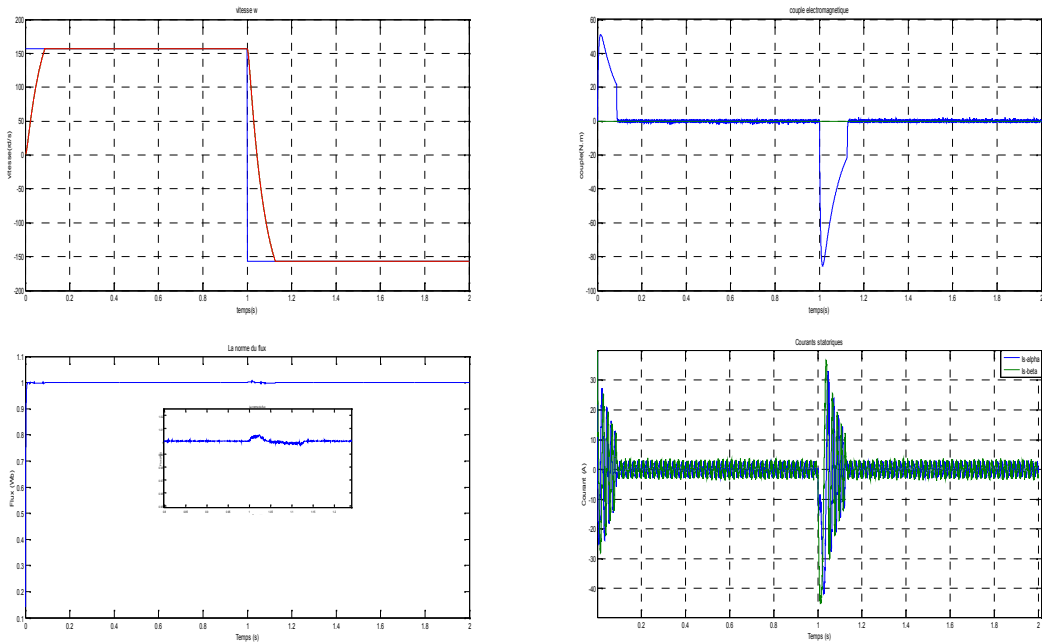 vitesse w
200
150
100
50
0
-50
-100
-150
-200
vitesse(rd/s)
0 0.2 0.4 0.6 0.8 1 1.2 1.4 1.6 1.8 2
temps(s)
couple electromagnetique
60
40
20
0
-20
-40
-60
-80
-100
couple(N.m)
0 0.2 0.4 0.6 0.8 1 1.2 1.4 1.6 1.8 2
temps(s)
La norme du flux
1.1
1
0.9
0.8
0.7
0.6
0.5
0.4
0.3
0.2
0.1
Flux (Wb)
0 0.2 0.4 0.6 0.8 1 1.2 1.4 1.6 1.8 2
Temps (s)
Courants statoriques
Is-alpha
Is-beta
30
20
10
0
-10
-20
-30
-40
Courant (A)
0 0.2 0.4 0.6 0.8 1 1.2 1.4 1.6 1.8 2
Temps (s)